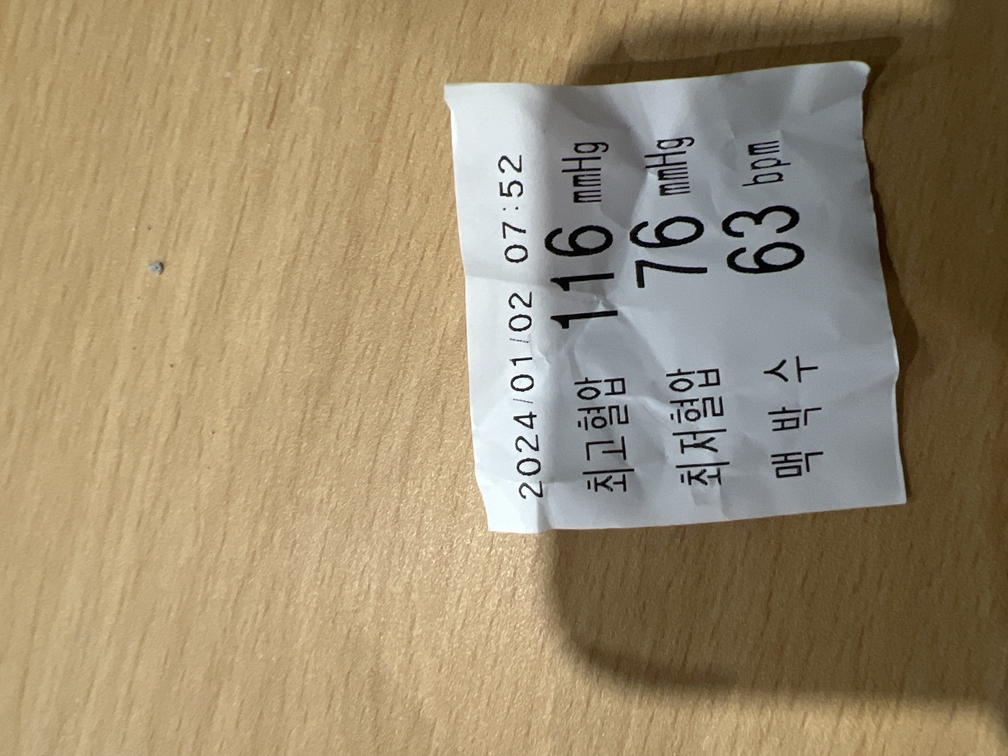 2024/01/02 07:52
최고혈압 116 mmHg
최저혈압 76 mmHg
맥 박 수 63 bpm